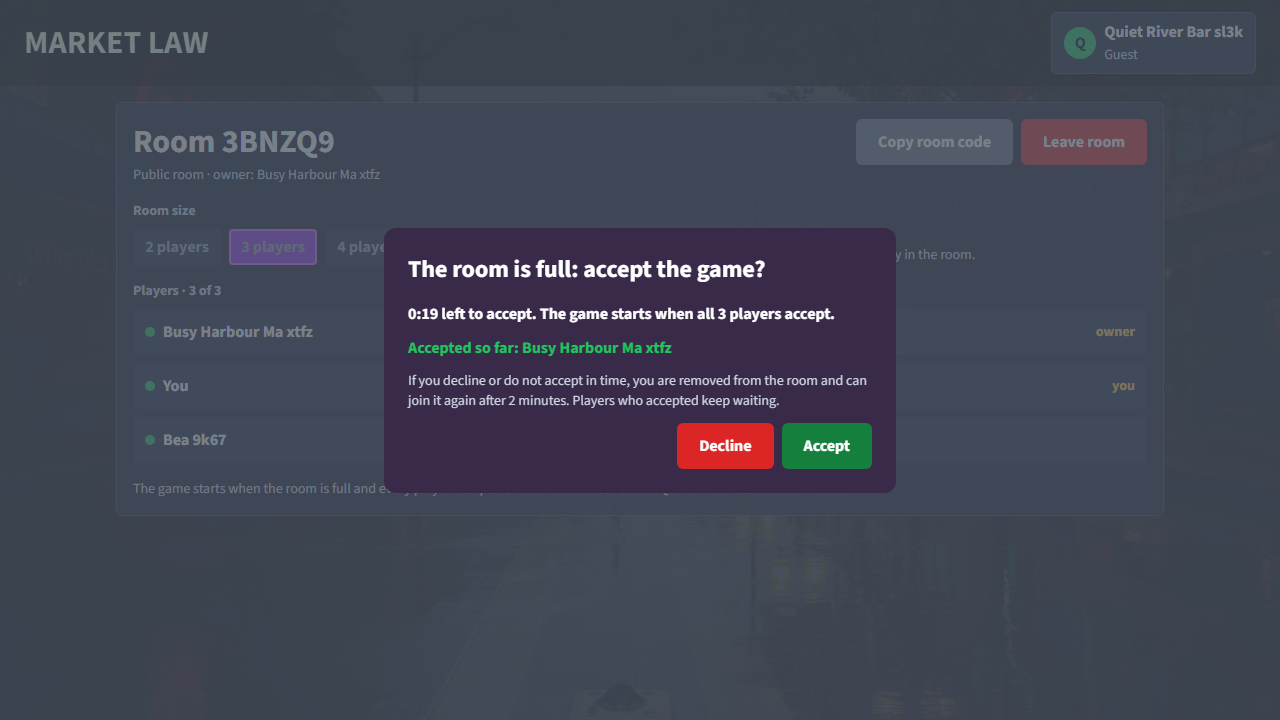 MARKET LAW
Q
Quiet River Bar sl3k
Guest
Room 3BNZQ9
Copy room code
Leave room
Public room · owner: Busy Harbour Ma xtfz
Room size
2 players
3 players
4 playe
y in the room.
Players · 3 of 3
Busy Harbour Ma xtfz
owner
You
you
Bea 9k67
The game starts when the room is full and
The room is full: accept the game?
0:19 left to accept. The game starts when all 3 players accept.
Accepted so far: Busy Harbour Ma xtfz
If you decline or do not accept in time, you are removed from the room and can
join it again after 2 minutes. Players who accepted keep waiting.
Decline
Accept